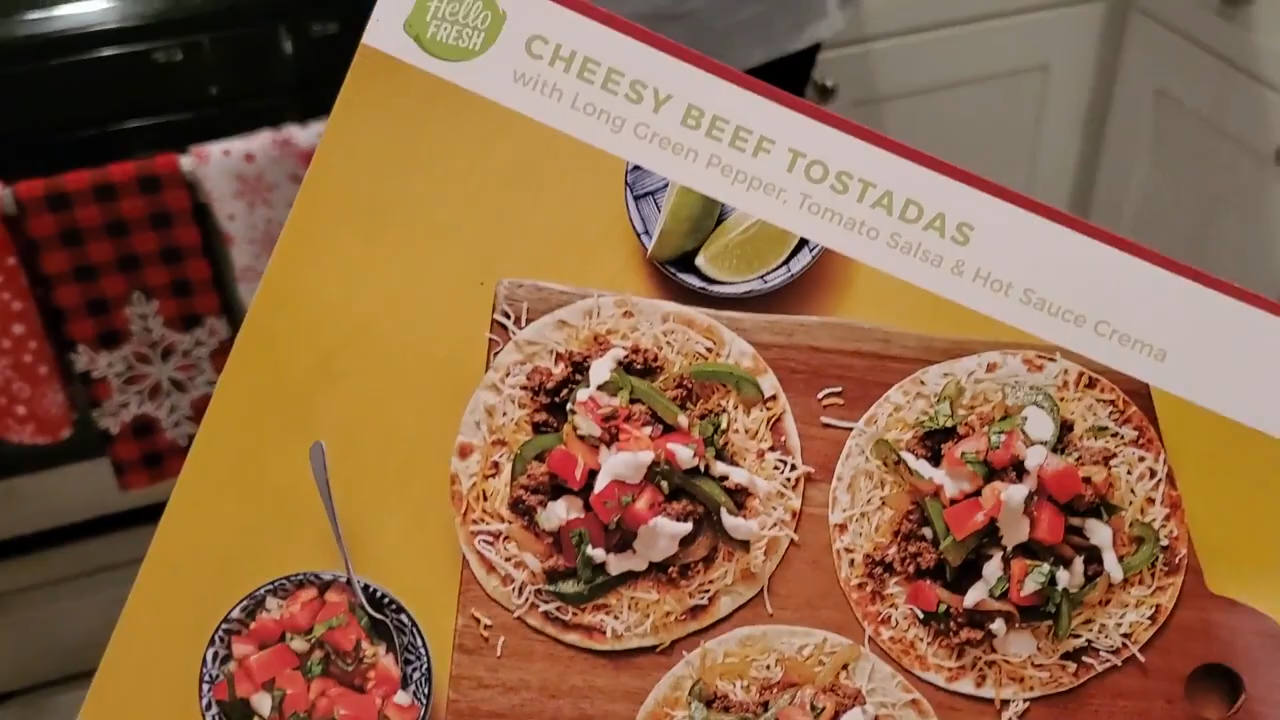 Hello
FRESH
CHEESY BEEF TOSTADAS
with Long Green Pepper, Tomato Salsa & Hot Sauce Crema